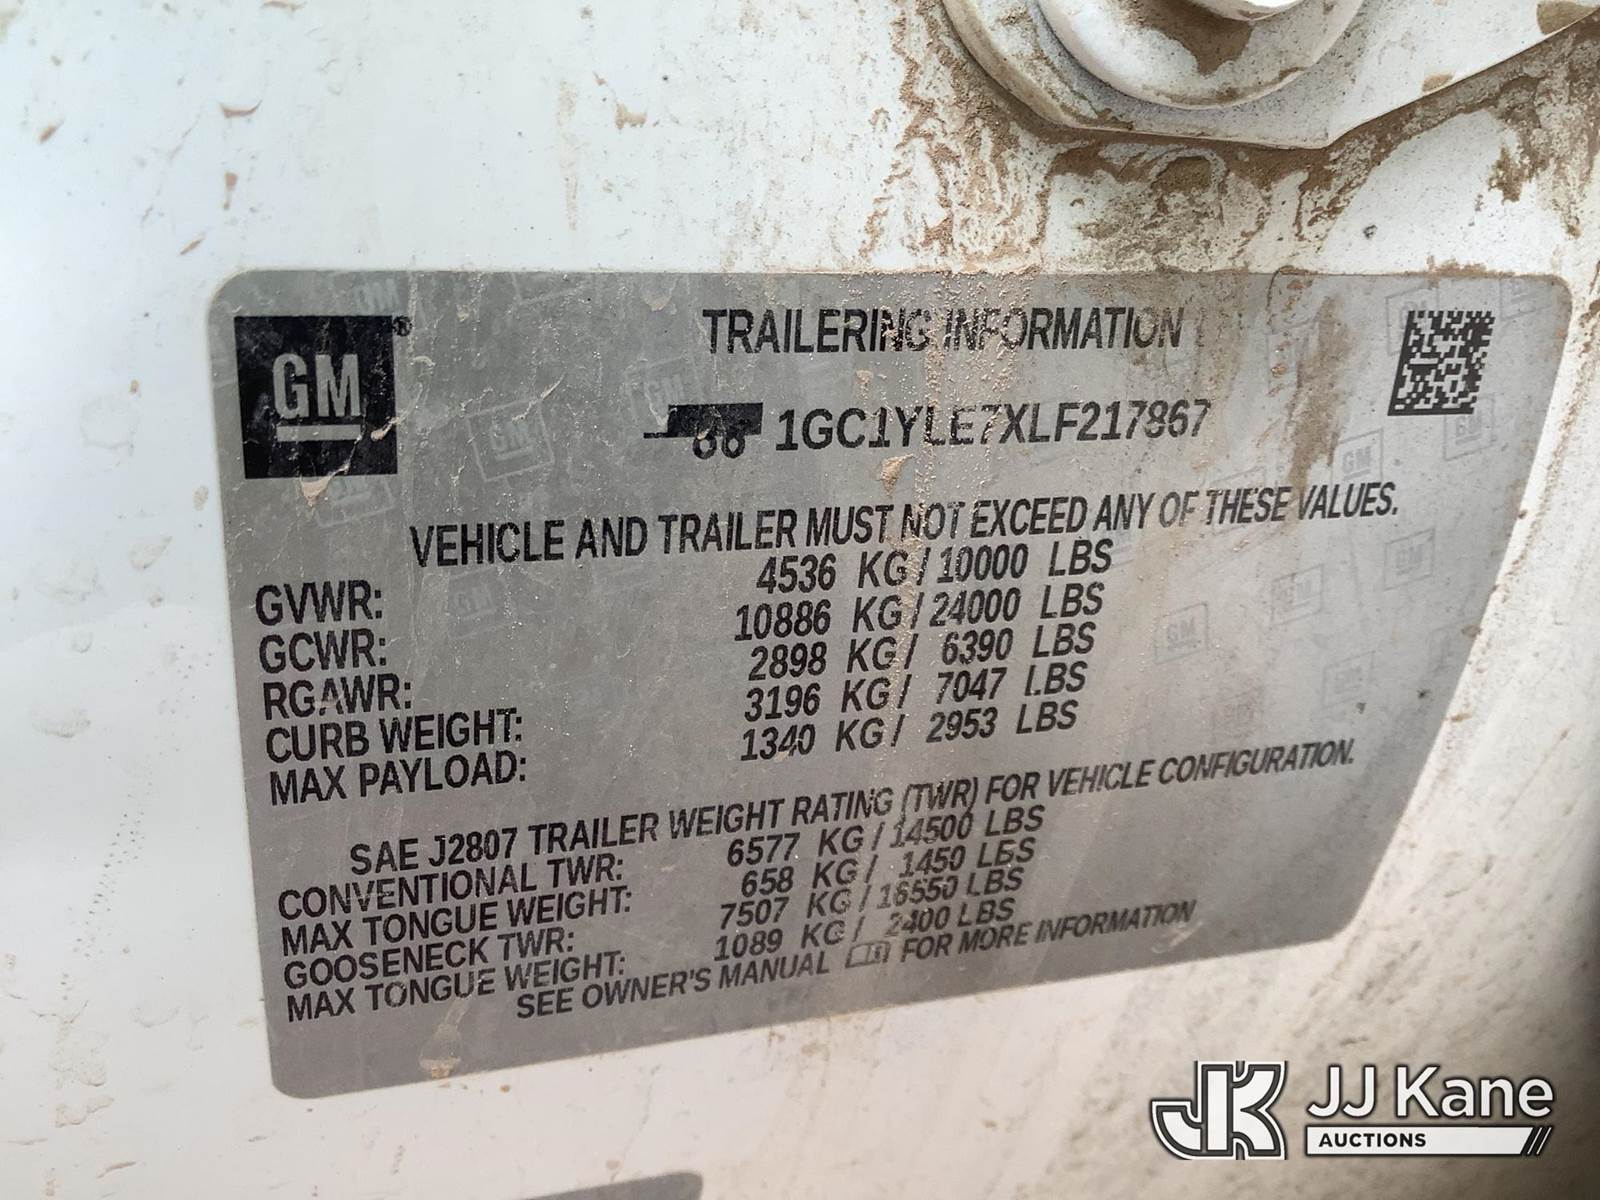 GM®
TRAILERING INFORMATION
1GC1YLE7XLF217867
VEHICLE AND TRAILER MUST NOT EXCEED ANY OF THESE VALUES.
GVWR: 4536 KG / 10000 LBS
GCWR: 10886 KG / 24000 LBS
RGAWR: 2898 KG / 6390 LBS
CURB WEIGHT: 3196 KG / 7047 LBS
MAX PAYLOAD: 1340 KG / 2953 LBS
SAE J2807 TRAILER WEIGHT RATING (TWR) FOR VEHICLE CONFIGURATION.
CONVENTIONAL TWR: 6577 KG / 14500 LBS
MAX TONGUE WEIGHT: 658 KG / 1450 LBS
GOOSENECK TWR: 7507 KG / 16550 LBS
MAX TONGUE WEIGHT: 1089 KG / 2400 LBS
SEE OWNER'S MANUAL FOR MORE INFORMATION
JK JJ Kane
AUCTIONS